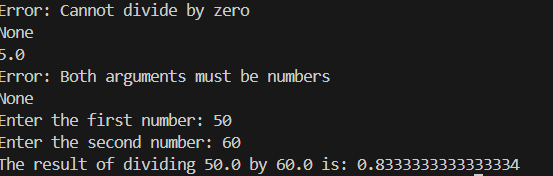 Error: Cannot divide by zero
None
5.0
Error: Both arguments must be numbers
None
Enter the first number: 50
Enter the second number: 60
The result of dividing 50.0 by 60.0 is: 0.8333333333333334